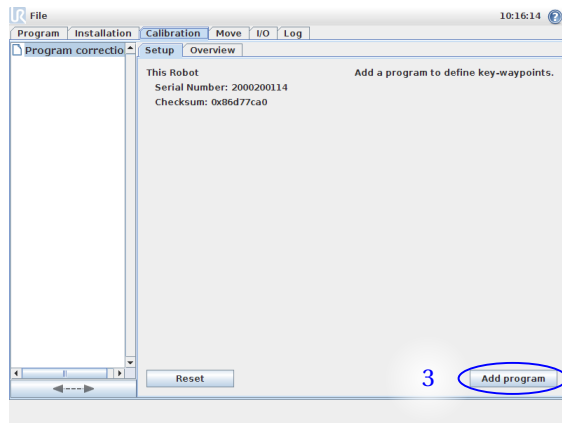 File 10:16:14
Program Installation Calibration Move I/O Log
Program correctio Setup Overview
This Robot Add a program to define key-waypoints.
Serial Number: 2000200114
Checksum: 0x86d77ca0
Reset 3 Add program